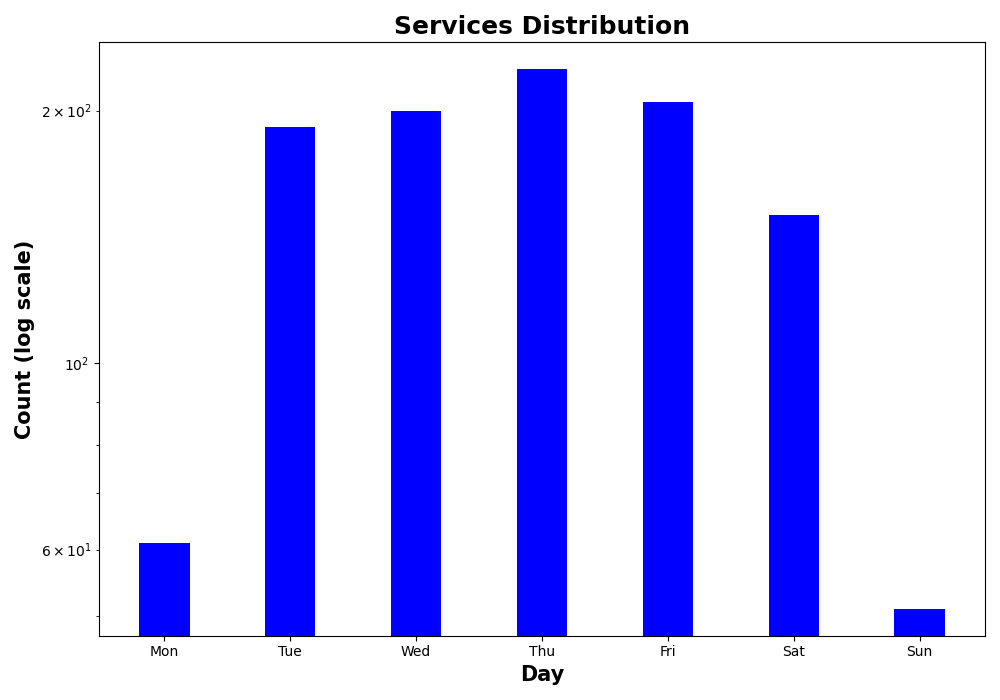 Services Distribution
Count (log scale)
2 × 10²
10²
6 × 10¹
Mon Tue Wed Thu Fri Sat Sun
Day